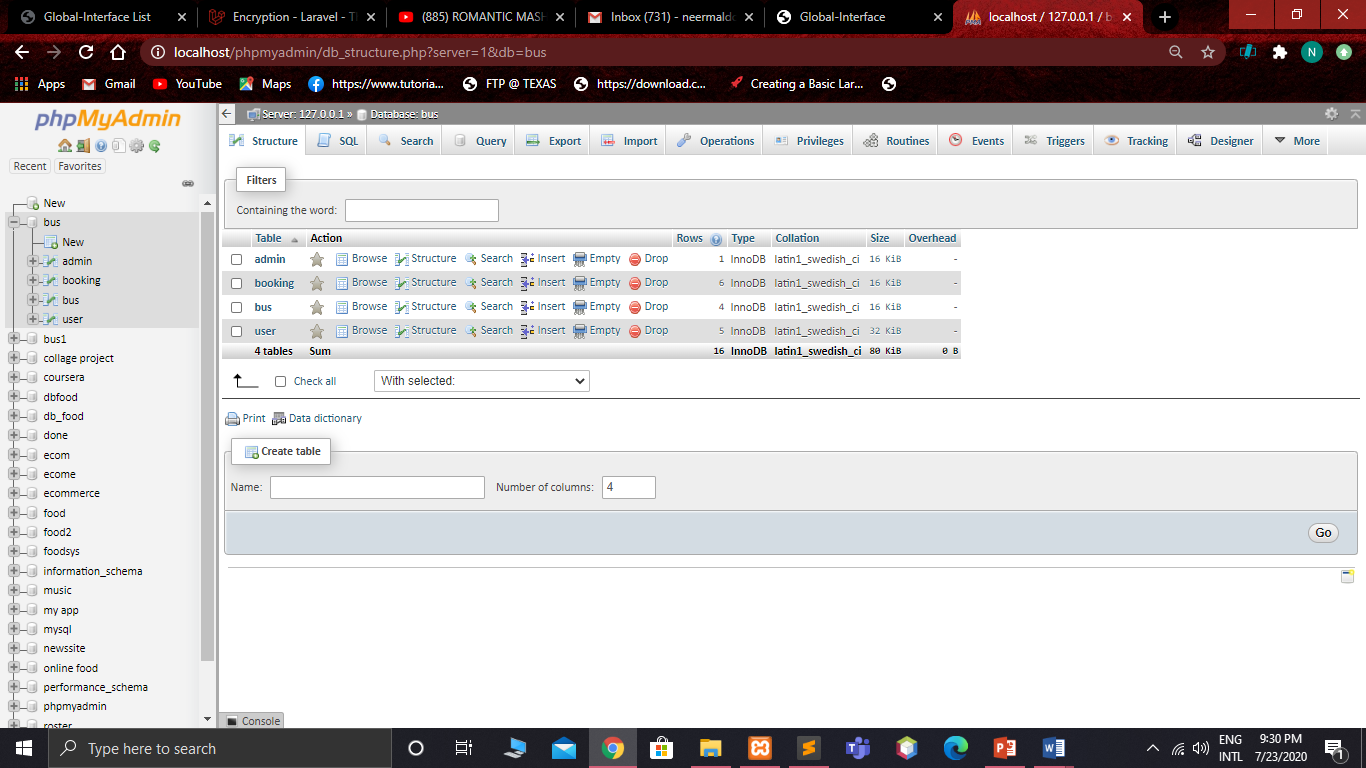 Global-Interface List
Encryption - Laravel - Th
(885) ROMANTIC MASH
Inbox (731) - neermaldo
Global-Interface
localhost / 127.0.0.1 / b
localhost/phpmyadmin/db_structure.php?server=1&db=bus
N
Apps
Gmail
YouTube
Maps
https://www.tutoria...
FTP @ TEXAS
https://download.c...
Creating a Basic Lar...
phpMyAdmin
Recent
Favorites
New
bus
New
admin
booking
bus
user
bus1
collage project
coursera
dbfood
db_food
done
ecom
ecome
ecommerce
food
food2
foodsys
information_schema
music
my app
mysql
newssite
online food
performance_schema
phpmyadmin
roster
Server: 127.0.0.1 » Database: bus
Structure SQL Search Query Export Import Operations Privileges Routines Events Triggers Tracking Designer More
Filters
Containing the word:
Table Action Rows Type Collation Size Overhead
admin Browse Structure Search Insert Empty Drop 1 InnoDB latin1_swedish_ci 16 KiB -
booking Browse Structure Search Insert Empty Drop 6 InnoDB latin1_swedish_ci 16 KiB -
bus Browse Structure Search Insert Empty Drop 4 InnoDB latin1_swedish_ci 16 KiB -
user Browse Structure Search Insert Empty Drop 5 InnoDB latin1_swedish_ci 32 KiB -
4 tables Sum 16 InnoDB latin1_swedish_ci 80 KiB 0 B
Check all With selected:
Print Data dictionary
Create table
Name: Number of columns: 4
Go
Console
Type here to search
ENG
INTL
9:30 PM
7/23/2020
1